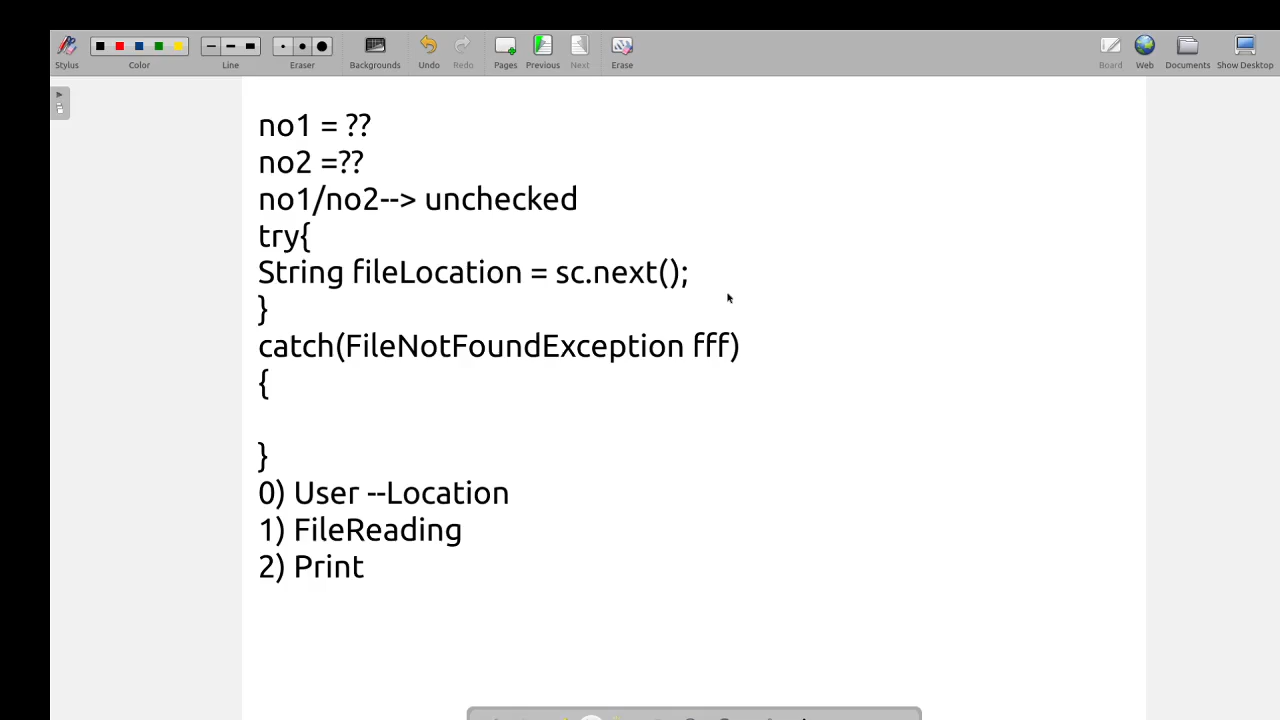 Stylus
Color
Line
Eraser
Backgrounds
Undo
Redo
Pages
Previous
Next
Erase
Board
Web
Documents
Show Desktop
no1 = ??
no2 =??
no1/no2--> unchecked
try{
String fileLocation = sc.next();
}
catch(FileNotFoundException fff)
{
}
0) User --Location
1) FileReading
2) Print